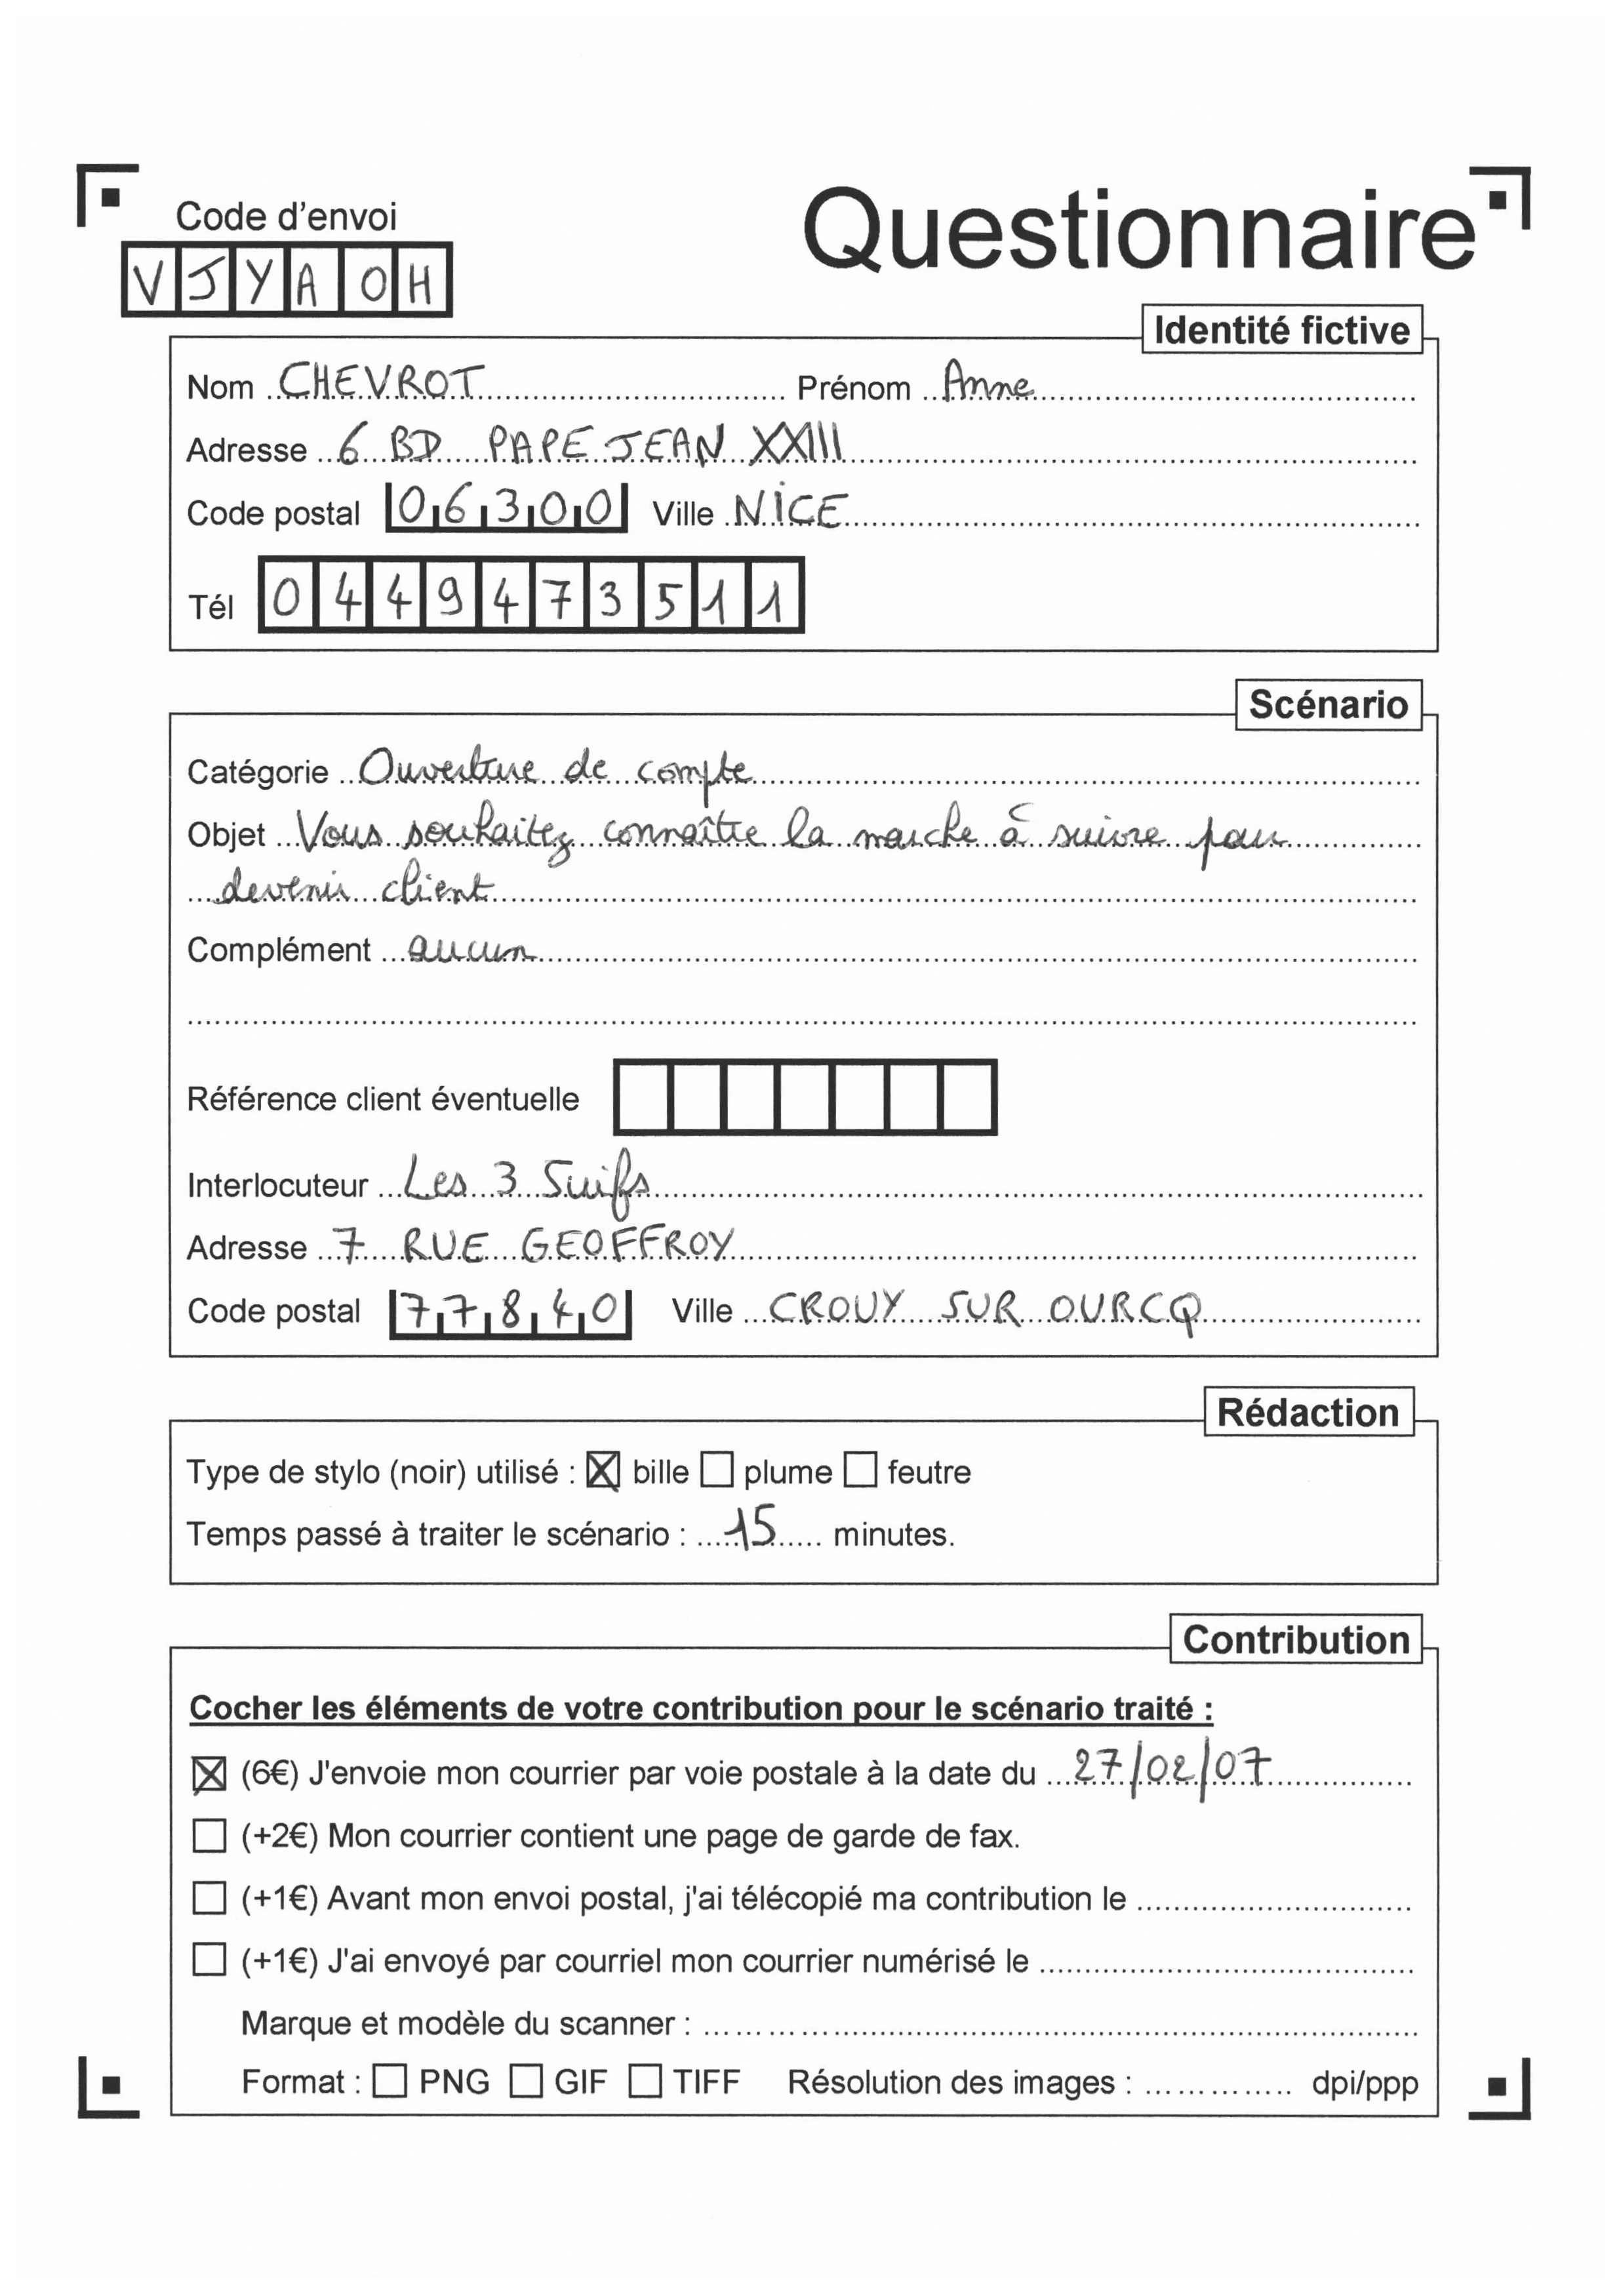 Code d'envoi
Questionnaire
VJYAOH
Identité fictive
Nom CHEVROT Prénom Anne
Adresse 6 BD PAPE JEAN XXIII
Code postal 06300 Ville NICE
Tél 0449473511
Scénario
Catégorie Ouverture de compte
Objet Vous souhaitez connaître la marche à suivre pour
devenir client
Complément aucun
Référence client éventuelle
Interlocuteur Les 3 Suifs
Adresse 7 RUE GEOFFROY
Code postal 77840 Ville CROUY SUR OURCQ
Rédaction
Type de stylo (noir) utilisé : ☒ bille ☐ plume ☐ feutre
Temps passé à traiter le scénario : 15 minutes.
Contribution
Cocher les éléments de votre contribution pour le scénario traité :
☒ (6€) J'envoie mon courrier par voie postale à la date du 27/02/07
☐ (+2€) Mon courrier contient une page de garde de fax.
☐ (+1€) Avant mon envoi postal, j'ai télécopié ma contribution le
☐ (+1€) J'ai envoyé par courriel mon courrier numérisé le
Marque et modèle du scanner :
Format : ☐ PNG ☐ GIF ☐ TIFF Résolution des images : dpi/ppp